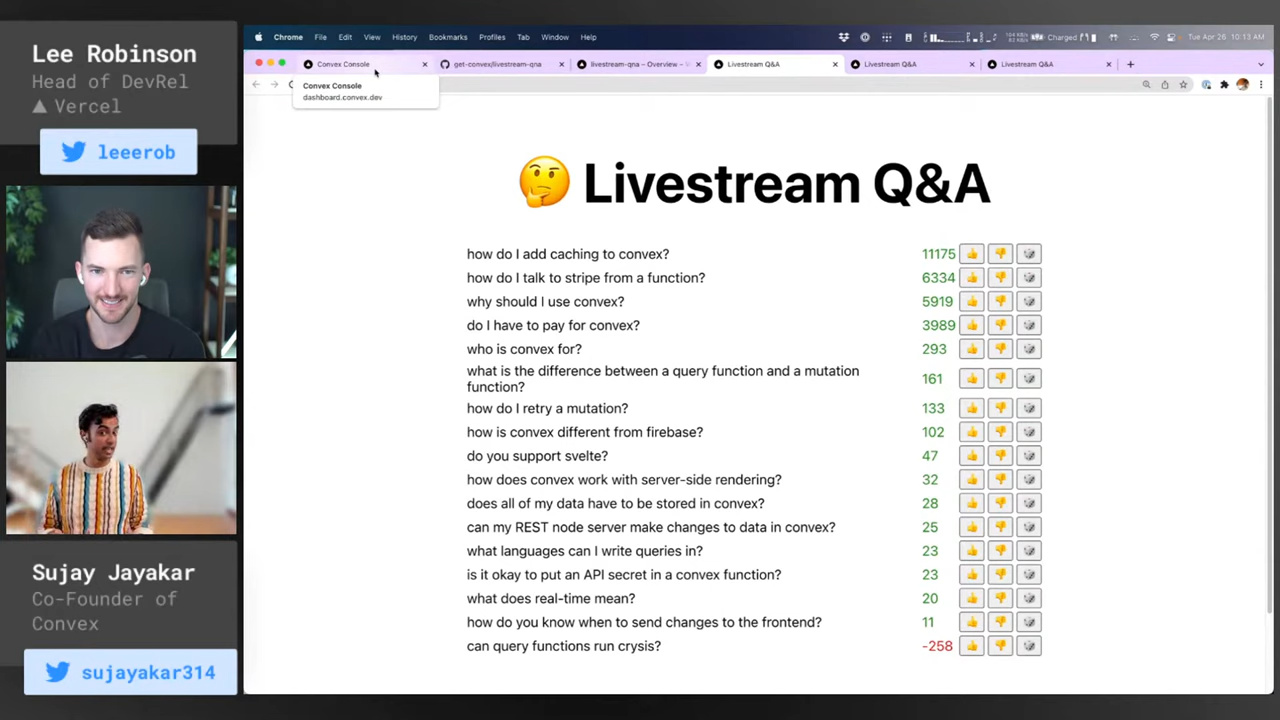 Lee Robinson
Head of DevRel
Vercel
leeerob
Sujay Jayakar
Co-Founder of
Convex
sujayakar314
Chrome File Edit View History Bookmarks Profiles Tab Window Help
Charged
Tue Apr 26 10:13 AM
Convex Console
get-convex/livestream-qna
livestream-qna – Overview –
Livestream Q&A
Livestream Q&A
Livestream Q&A
Convex Console
dashboard.convex.dev
🤔 Livestream Q&A
how do I add caching to convex? 11175
how do I talk to stripe from a function? 6334
why should I use convex? 5919
do I have to pay for convex? 3989
who is convex for? 293
what is the difference between a query function and a mutation
function? 161
how do I retry a mutation? 133
how is convex different from firebase? 102
do you support svelte? 47
how does convex work with server-side rendering? 32
does all of my data have to be stored in convex? 28
can my REST node server make changes to data in convex? 25
what languages can I write queries in? 23
is it okay to put an API secret in a convex function? 23
what does real-time mean? 20
how do you know when to send changes to the frontend? 11
can query functions run crysis? -258